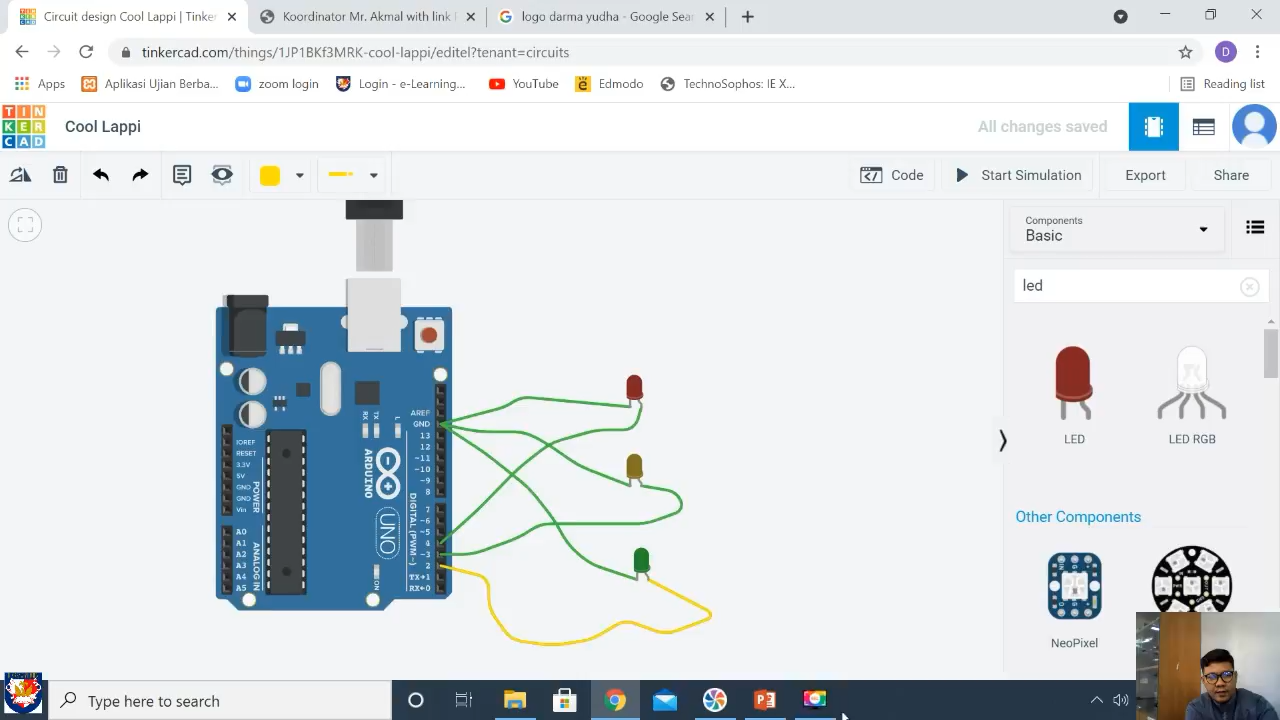 Circuit design Cool Lappi | Tinker
Koordinator Mr. Akmal with link
logo darma yudha - Google Sear
tinkercad.com/things/1JP1BKf3MRK-cool-lappi/editel?tenant=circuits
D
Apps
Aplikasi Ujian Berba...
zoom login
Login - e-Learning...
YouTube
Edmodo
TechnoSophos: IE X...
Reading list
TIN
KER
CAD
Cool Lappi
All changes saved
Code
Start Simulation
Export
Share
Components
Basic
led
LED
LED RGB
Other Components
NeoPixel
AREF
GND
13
12
~11
~10
~9
8
7
~6
~5
4
~3
2
TX→1
RX←0
DIGITAL (PWM~)
IOREF
RESET
3.3V
5V
GND
GND
Vin
POWER
A0
A1
A2
A3
A4
A5
ANALOG IN
RX
TX
L
ARDUINO
UNO
ON
Type here to search